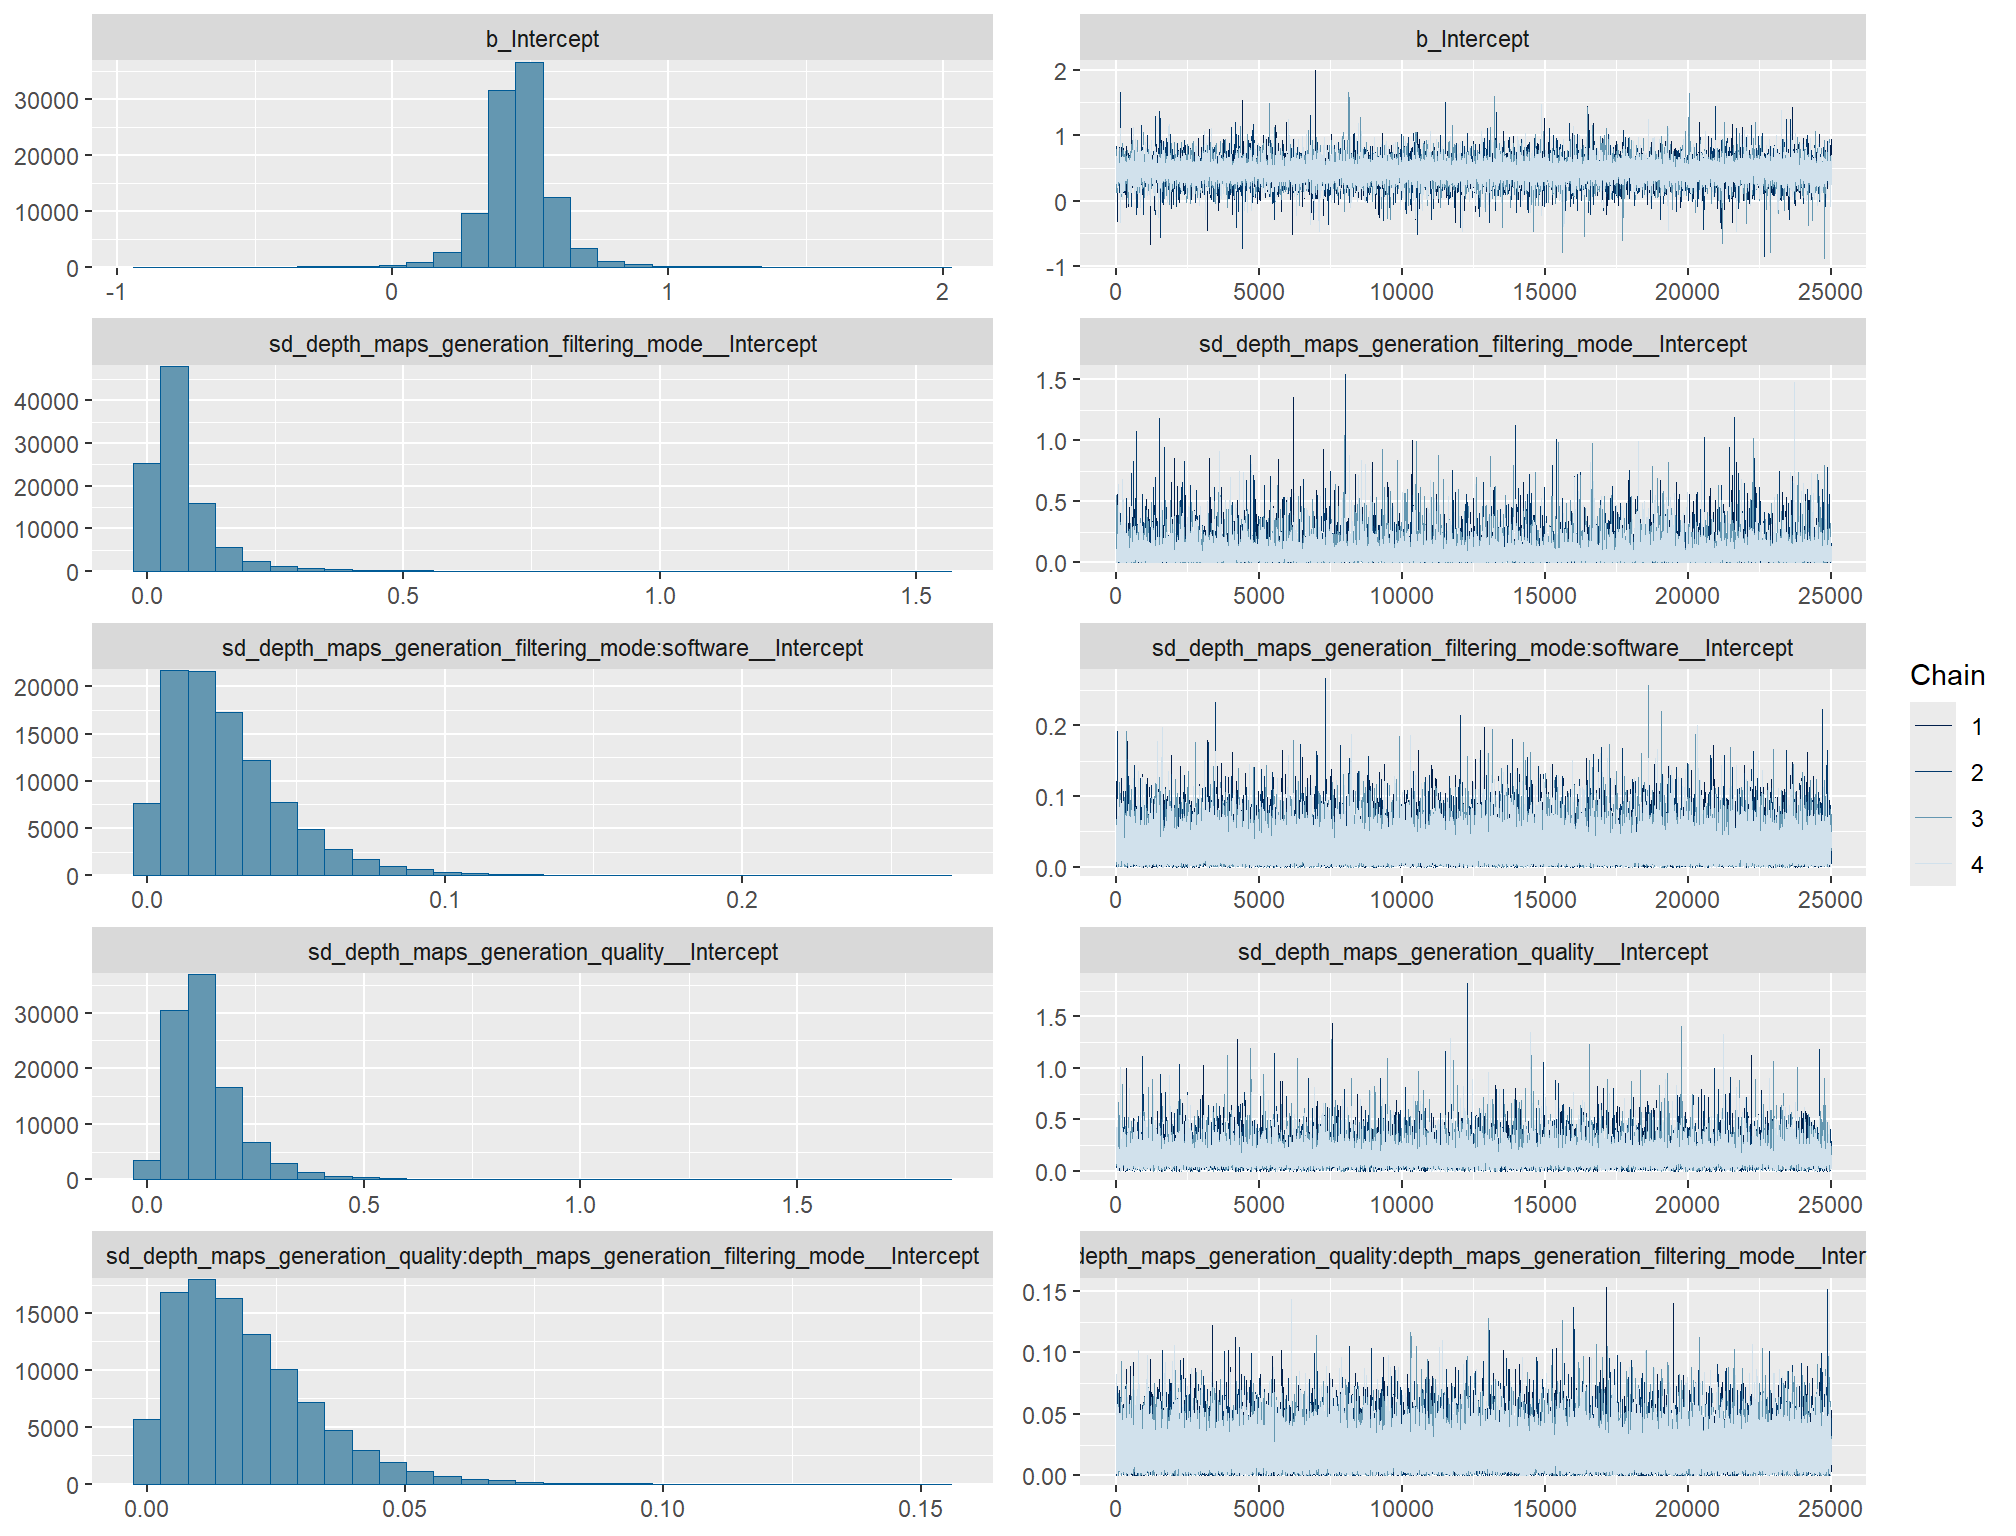 b_Intercept
30000
20000
10000
0
-1 0 1 2
b_Intercept
2
1
0
-1
0 5000 10000 15000 20000 25000
sd_depth_maps_generation_filtering_mode__Intercept
40000
30000
20000
10000
0
0.0 0.5 1.0 1.5
sd_depth_maps_generation_filtering_mode__Intercept
1.5
1.0
0.5
0.0
0 5000 10000 15000 20000 25000
sd_depth_maps_generation_filtering_mode:software__Intercept
20000
15000
10000
5000
0
0.0 0.1 0.2
sd_depth_maps_generation_filtering_mode:software__Intercept
0.2
0.1
0.0
0 5000 10000 15000 20000 25000
Chain
1
2
3
4
sd_depth_maps_generation_quality__Intercept
30000
20000
10000
0
0.0 0.5 1.0 1.5
sd_depth_maps_generation_quality__Intercept
1.5
1.0
0.5
0.0
0 5000 10000 15000 20000 25000
sd_depth_maps_generation_quality:depth_maps_generation_filtering_mode__Intercept
15000
10000
5000
0
0.00 0.05 0.10 0.15
depth_maps_generation_quality:depth_maps_generation_filtering_mode__Inter
0.15
0.10
0.05
0.00
0 5000 10000 15000 20000 25000